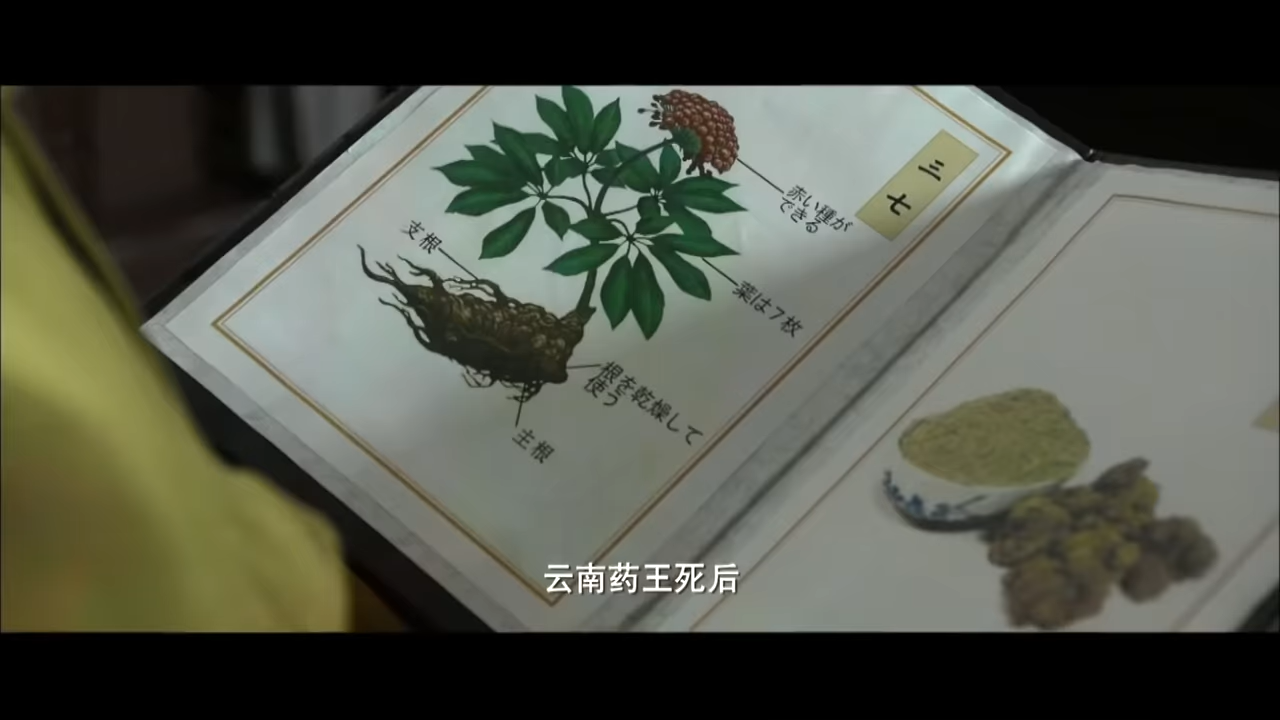 三七
赤い種が
できる
支根
葉は7枚
根を乾燥して
使う
主根
云南药王死后